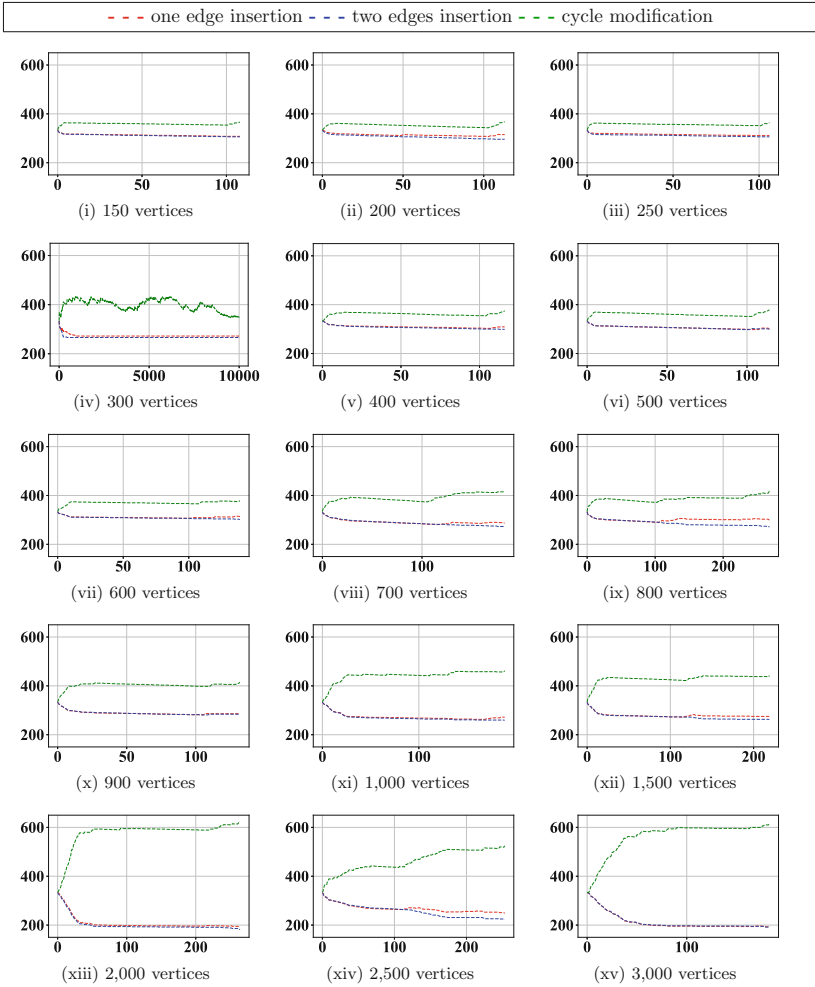 one edge insertion two edges insertion cycle modification
600 600 600
400 400 400
200 200 200
0 50 100 0 50 100 0 50 100
(i) 150 vertices (ii) 200 vertices (iii) 250 vertices
600 600 600
400 400 400
200 200 200
0 5000 10000 0 50 100 0 50 100
(iv) 300 vertices (v) 400 vertices (vi) 500 vertices
600 600 600
400 400 400
200 200 200
0 50 100 0 100 0 100 200
(vii) 600 vertices (viii) 700 vertices (ix) 800 vertices
600 600 600
400 400 400
200 200 200
0 50 100 0 100 0 100 200
(x) 900 vertices (xi) 1,000 vertices (xii) 1,500 vertices
600 600 600
400 400 400
200 200 200
0 100 200 0 100 200 0 100
(xiii) 2,000 vertices (xiv) 2,500 vertices (xv) 3,000 vertices